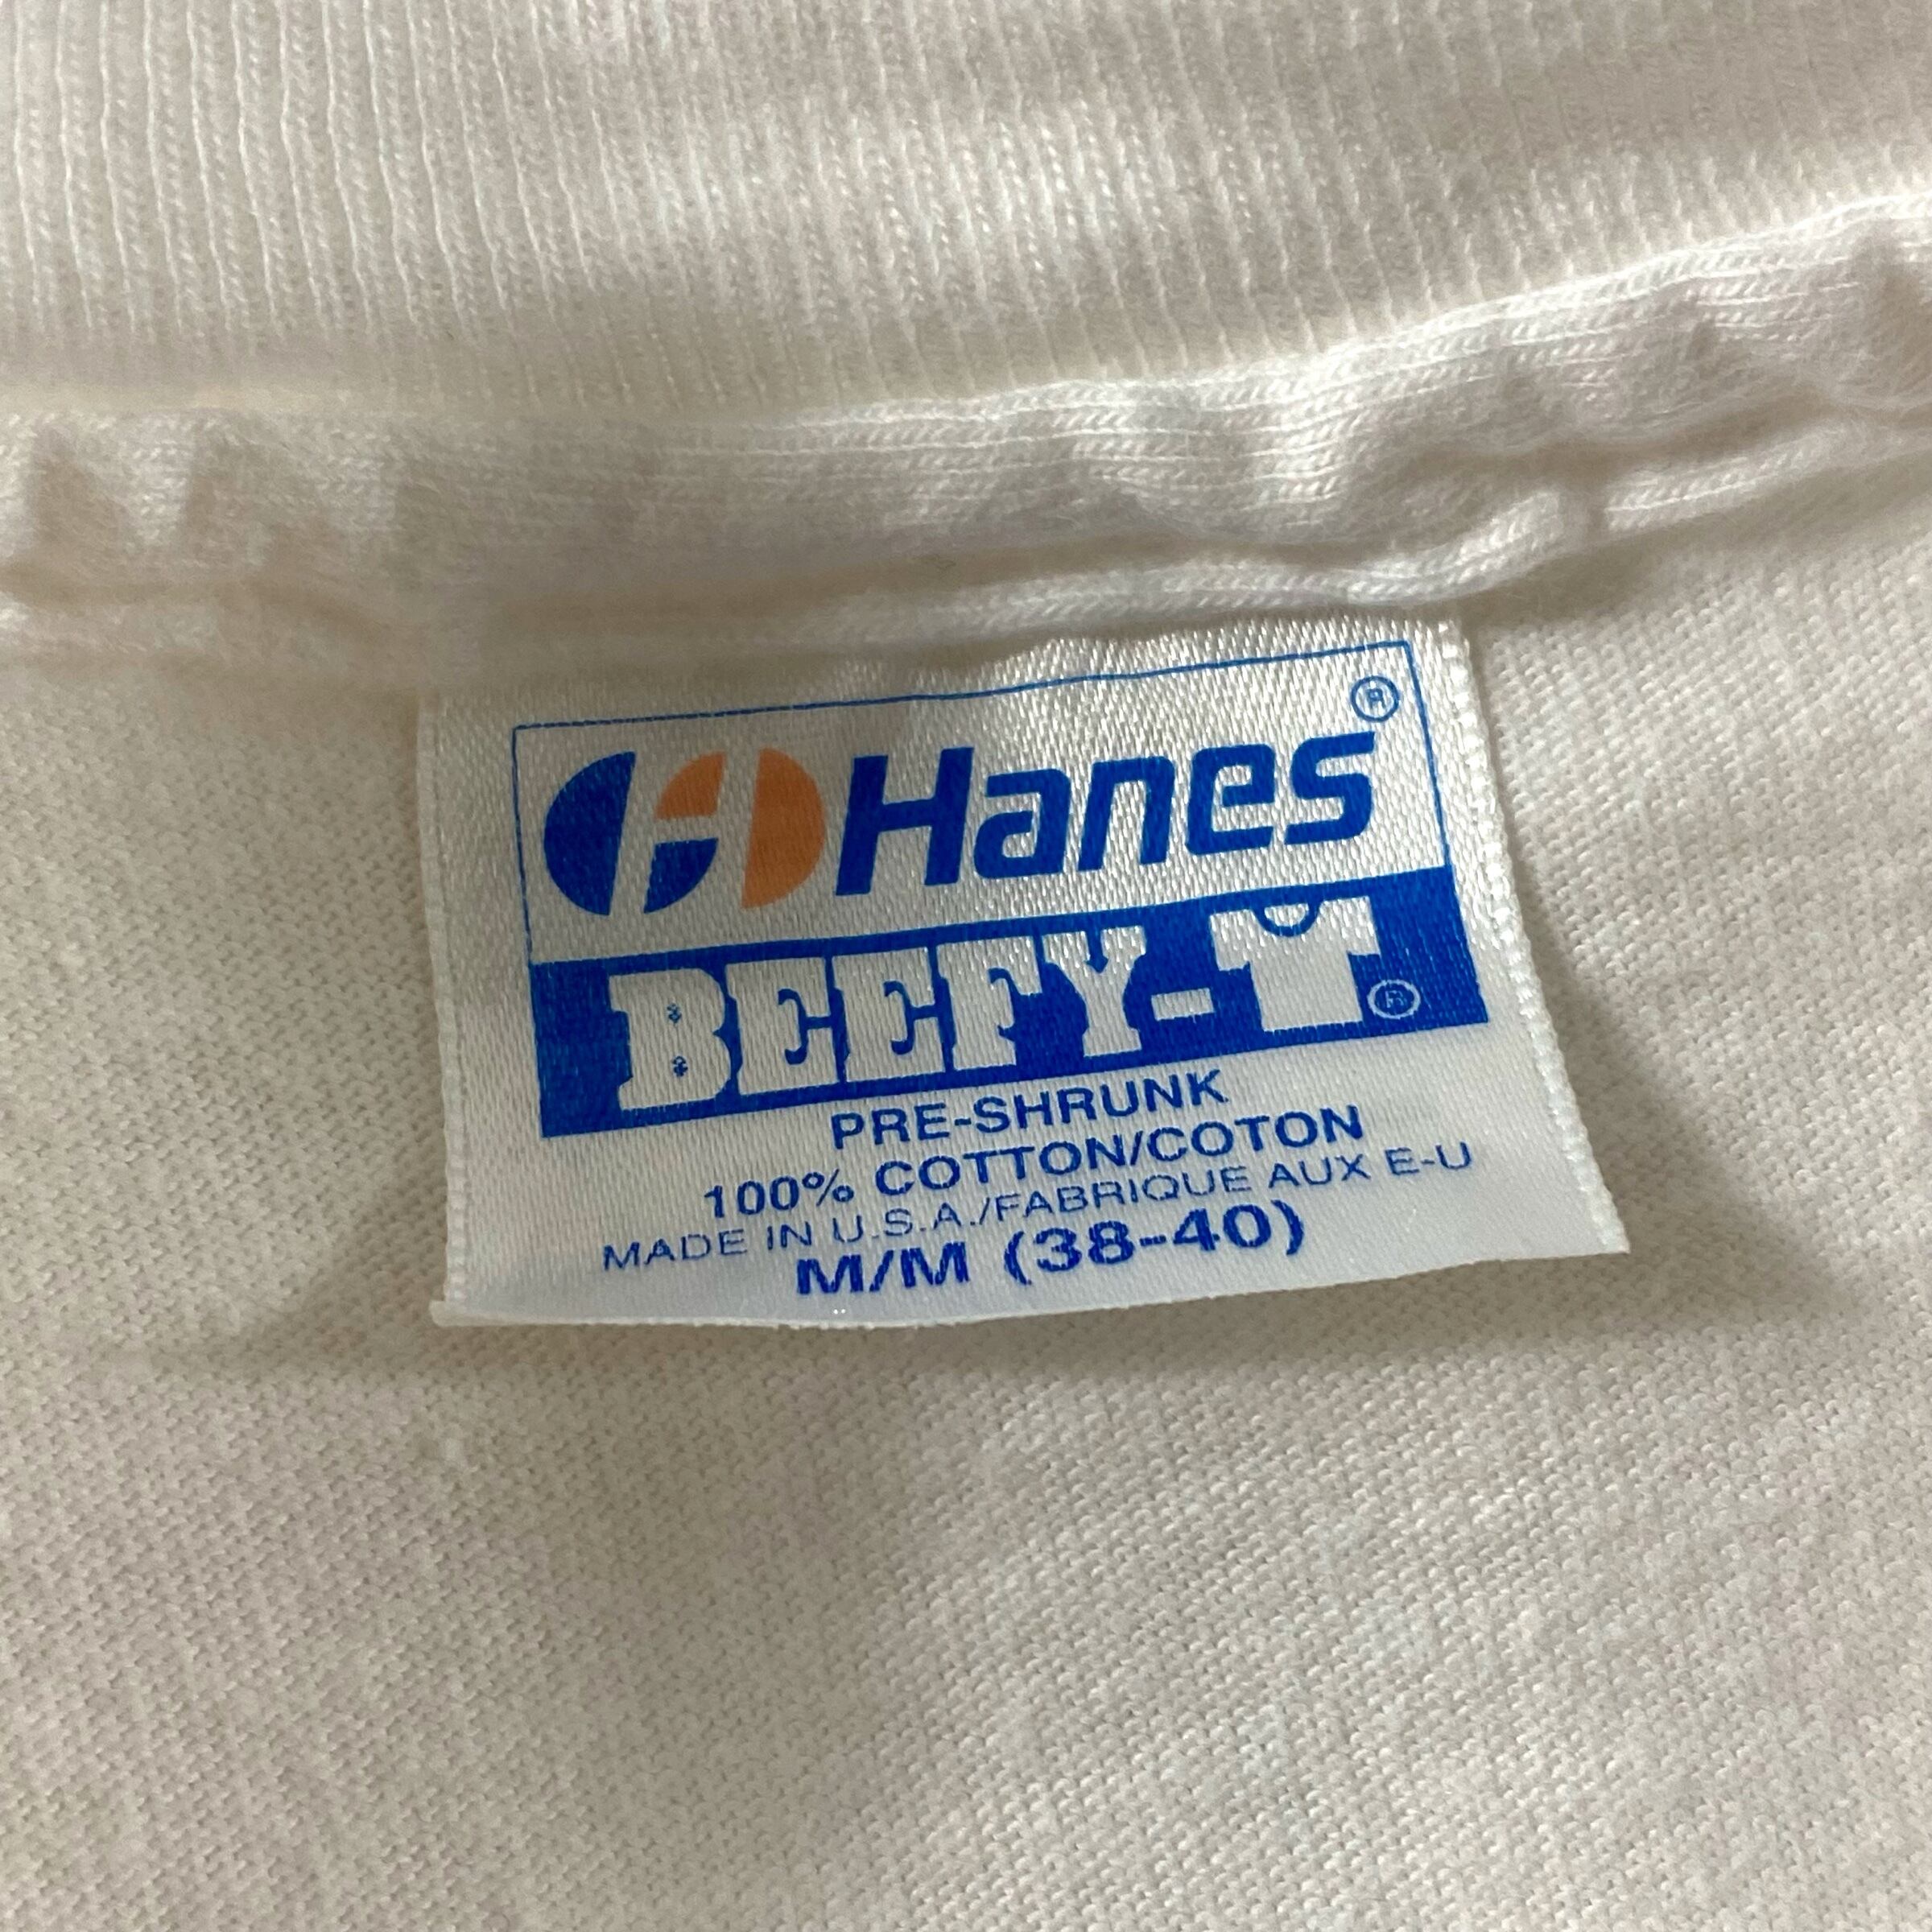 Hanes®
BEEFY-T®
PRE-SHRUNK
100% COTTON/COTON
MADE IN U.S.A./FABRIQUE AUX E-U
M/M (38-40)